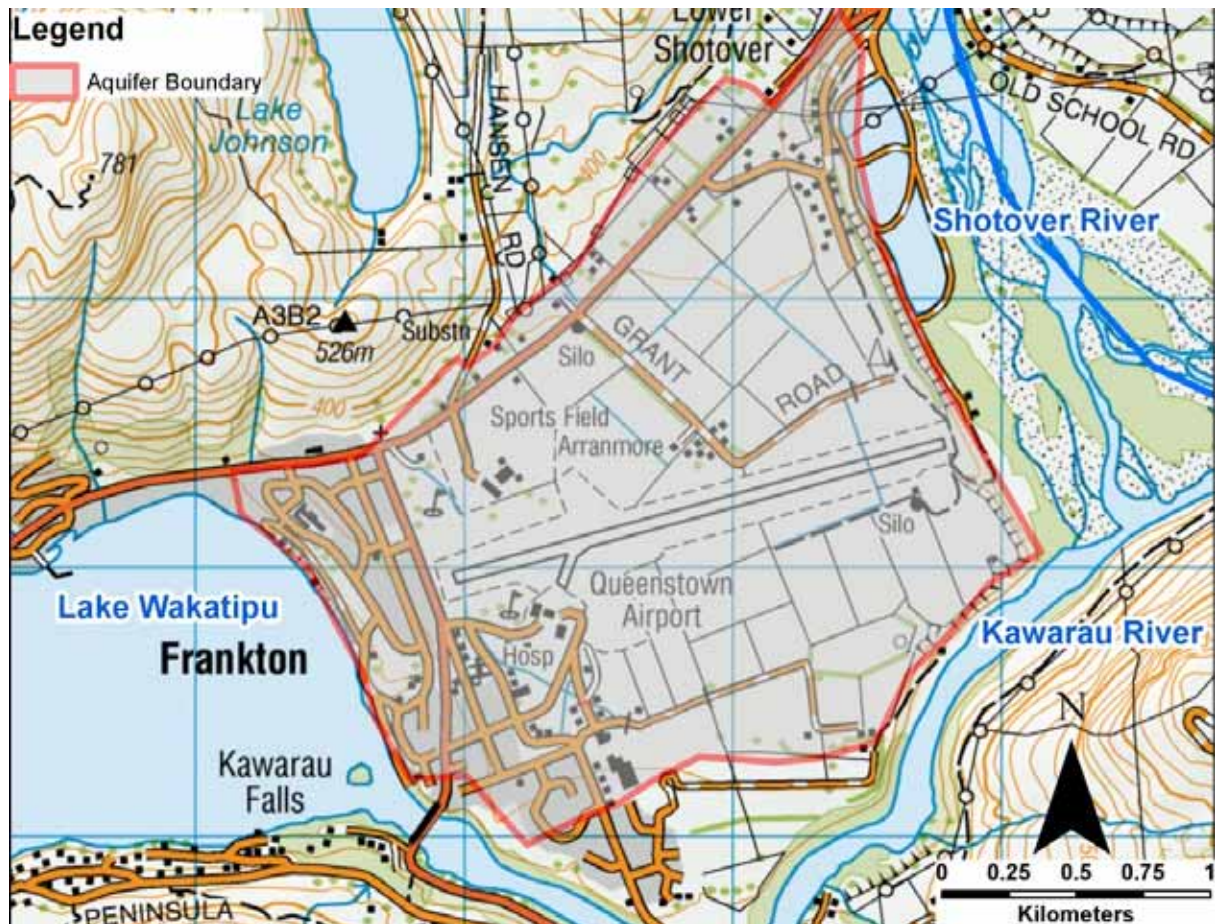 Legend
Aquifer Boundary
Lower
Shotover
Lake
Johnson
HANSEN
RD
OLD SCHOOL RD
781
400
Shotover River
A3B2
526m
Substn
Silo
GRANT
ROAD
400
Sports Field
Arranmore
Silo
Queenstown
Airport
Lake Wakatipu
Frankton
Hosp
Kawarau River
Kawarau
Falls
N
PENINSULA
0 0.25 0.5 0.75 1
Kilometers